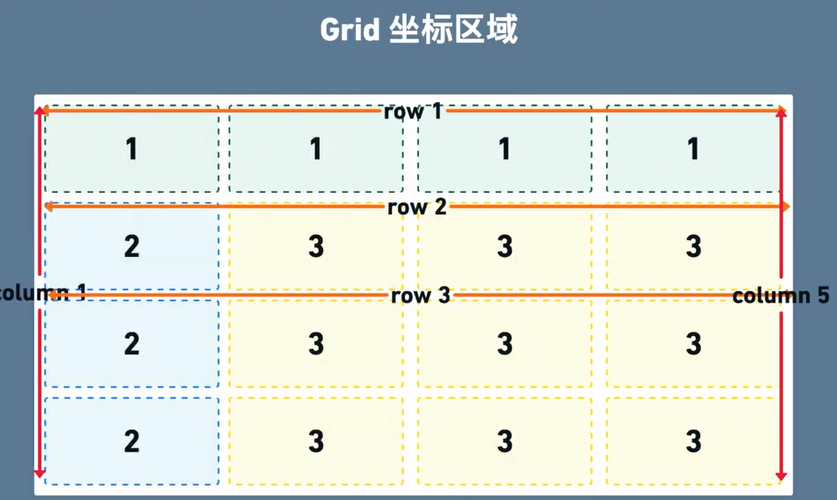 Grid 坐标区域
row 1
1 1 1 1
row 2
2 3 3 3
column 1 row 3 column 5
2 3 3 3
2 3 3 3